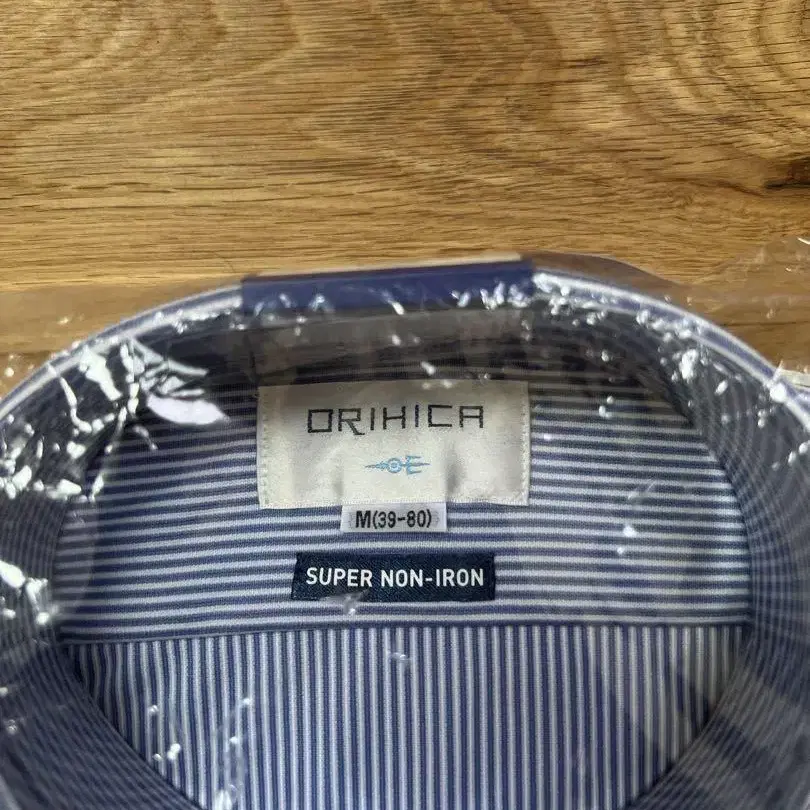 ORIHICA
M(39-80)
SUPER NON-IRON